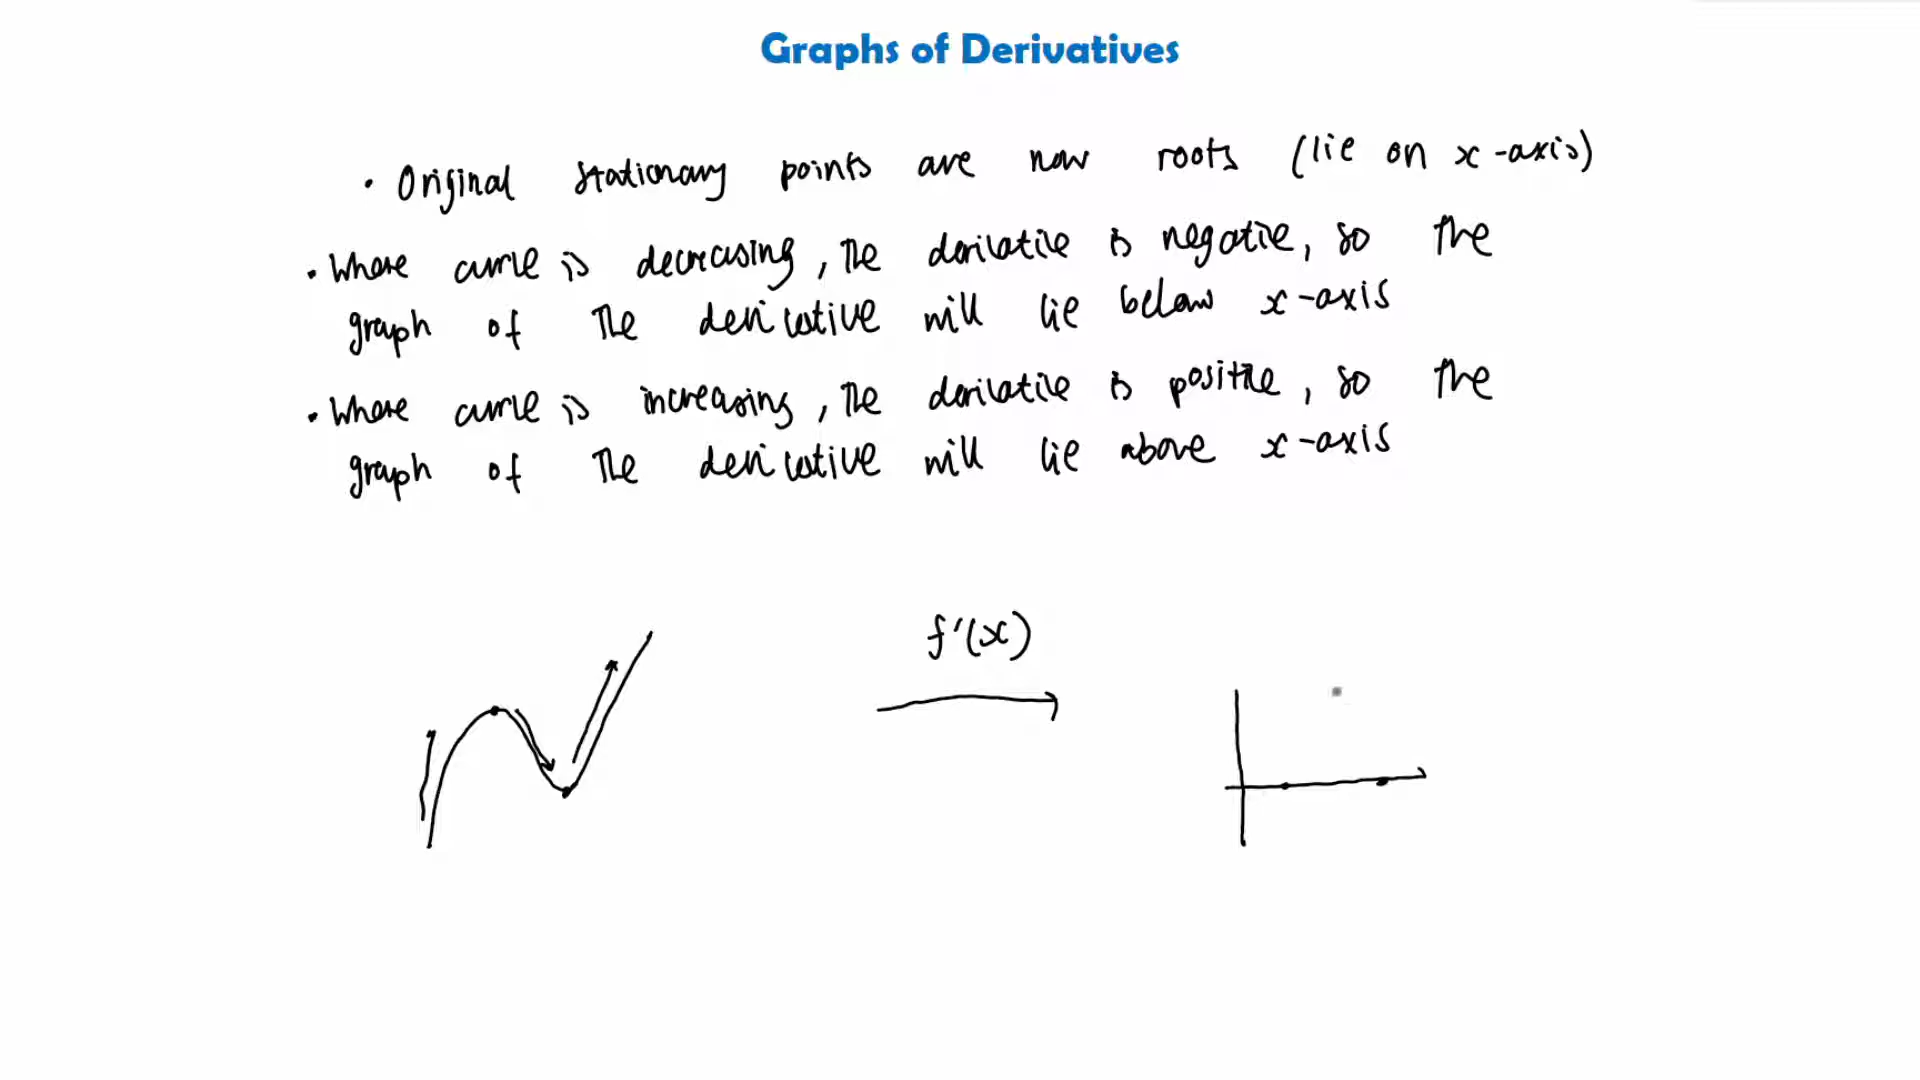 Graphs of Derivatives
• Original stationary points are now roots (lie on x-axis)
• Where curve is decreasing, the derivative is negative, so the
graph of the derivative will lie below x-axis
• Where curve is increasing, the derivative is positive, so the
graph of the derivative will lie above x-axis
f'(x)